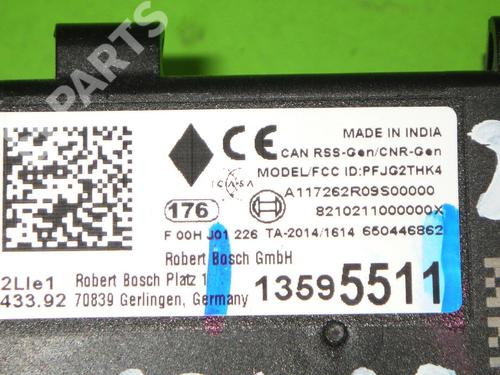 PARTS
CE
MADE IN INDIA
CAN RSS-Gen/CNR-Gen
MODEL/FCC ID:PFJG2THK4
ICASA
A117262R09S00000
176
8210211000000X
F 00H J01 226 TA-2014/1614 650446862
Robert Bosch GmbH
2LIe1 Robert Bosch Platz 1
433.92 70839 Gerlingen, Germany
13595511